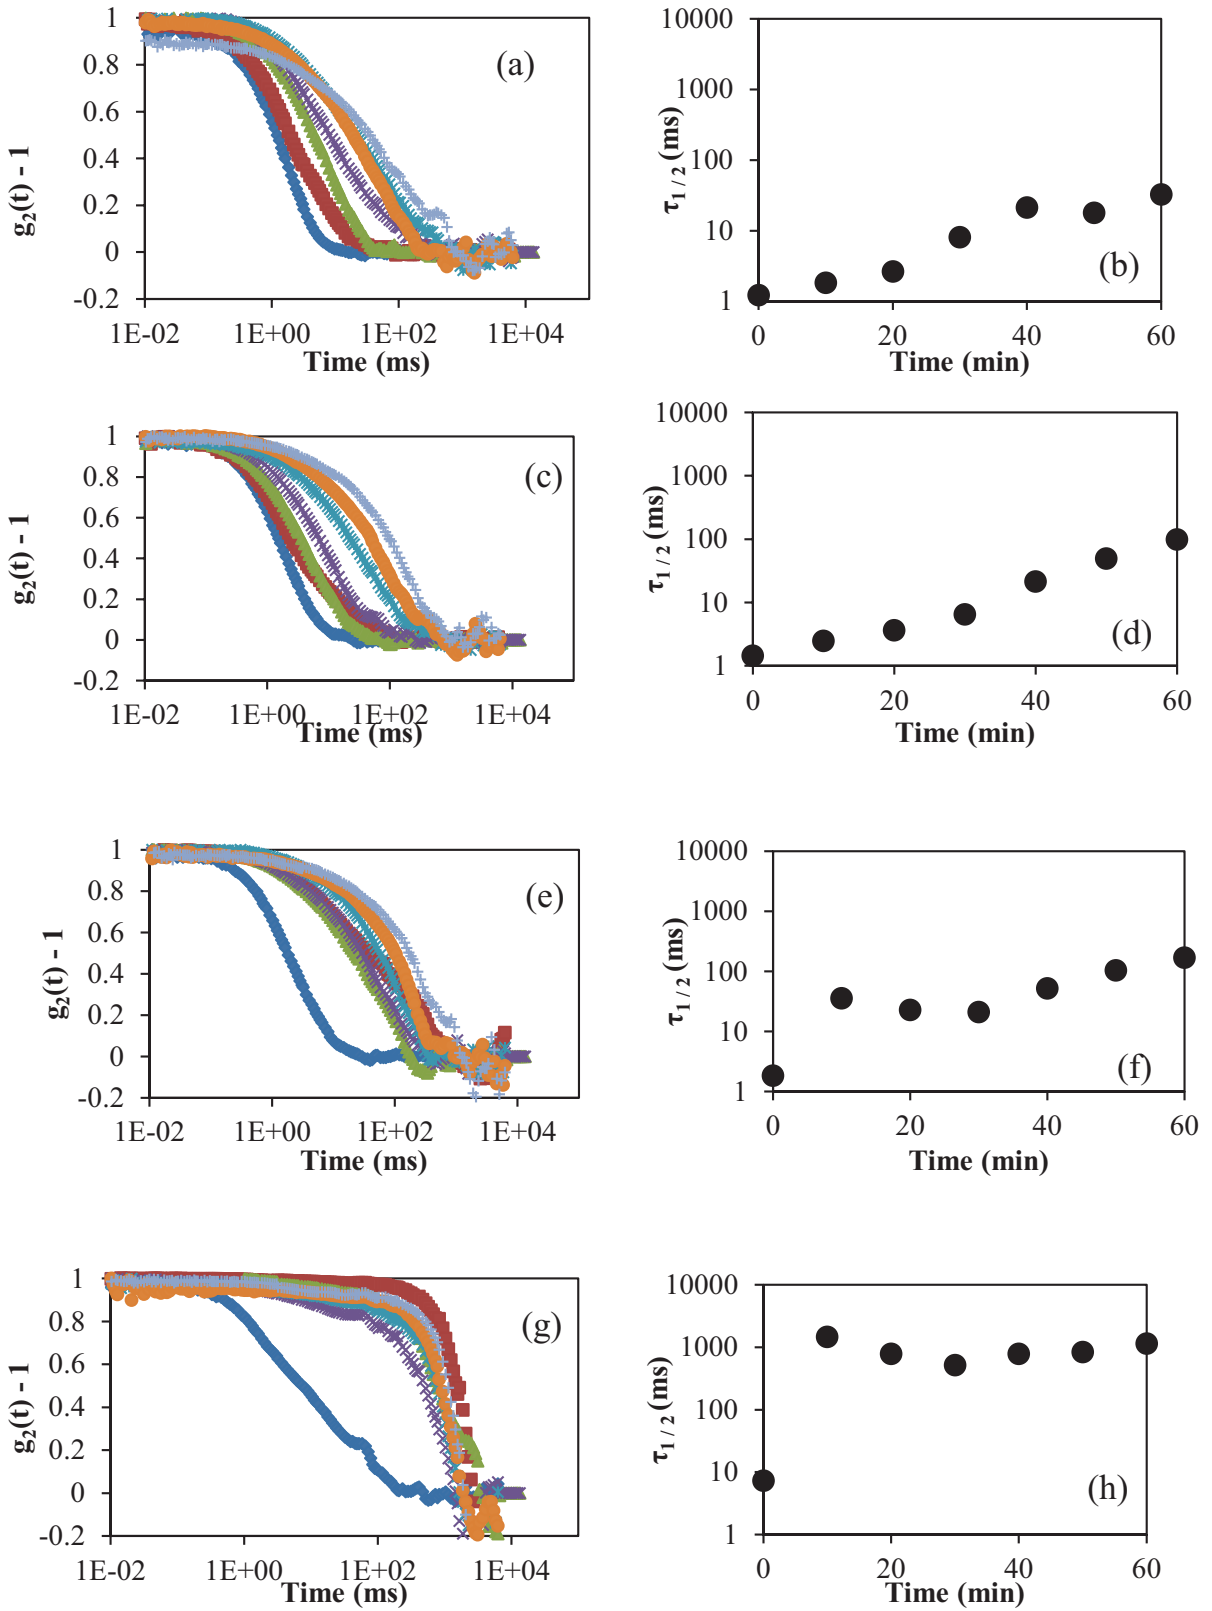 g2(t) - 1
1
0.8
0.6
0.4
0.2
0
-0.2
1E-02
1E+00
1E+02
1E+04
Time (ms)
(a)
τ1 / 2 (ms)
10000
1000
100
10
1
0
20
40
60
Time (min)
(b)
g2(t) - 1
1
0.8
0.6
0.4
0.2
0
-0.2
1E-02
1E+00
1E+02
1E+04
Time (ms)
(c)
τ1 / 2 (ms)
10000
1000
100
10
1
0
20
40
60
Time (min)
(d)
g2(t) - 1
1
0.8
0.6
0.4
0.2
0
-0.2
1E-02
1E+00
1E+02
1E+04
Time (ms)
(e)
τ1 / 2 (ms)
10000
1000
100
10
1
0
20
40
60
Time (min)
(f)
g2(t) - 1
1
0.8
0.6
0.4
0.2
0
-0.2
1E-02
1E+00
1E+02
1E+04
Time (ms)
(g)
τ1 / 2 (ms)
10000
1000
100
10
1
0
20
40
60
Time (min)
(h)